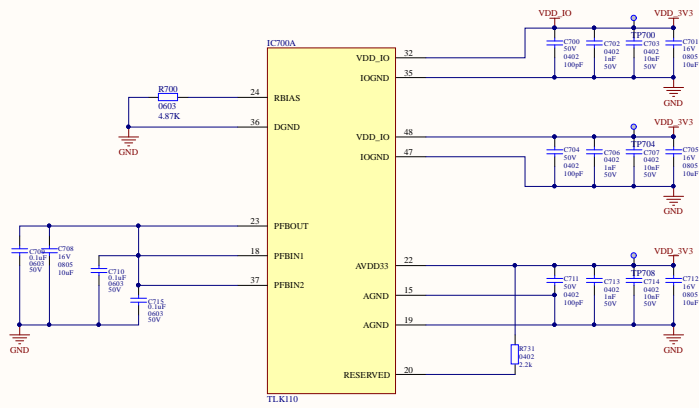 IC700A
R700
0603
4.87K
GND
24
RBIAS
36
DGND
23
PFBOUT
18
PFBIN1
37
PFBIN2
0.1uF
0603
50V
C708
16V
0805
10uF
C710
0.1uF
0603
50V
C715
0.1uF
0603
50V
GND
VDD_IO
32
IOGND
35
VDD_IO
48
IOGND
47
AVDD33
22
AGND
15
AGND
19
RESERVED
20
TLK110
VDD_IO
VDD_3V3
TP700
C700
50V
0402
100pF
C702
0402
1nF
50V
C703
0402
10nF
50V
C701
16V
0805
10uF
GND
VDD_3V3
TP704
C704
50V
0402
100pF
C706
0402
1nF
50V
C707
0402
10nF
50V
C705
16V
0805
10uF
GND
VDD_3V3
TP708
C711
50V
0402
100pF
C713
0402
1nF
50V
C714
0402
10nF
50V
C712
16V
0805
10uF
GND
R731
0402
2.2k